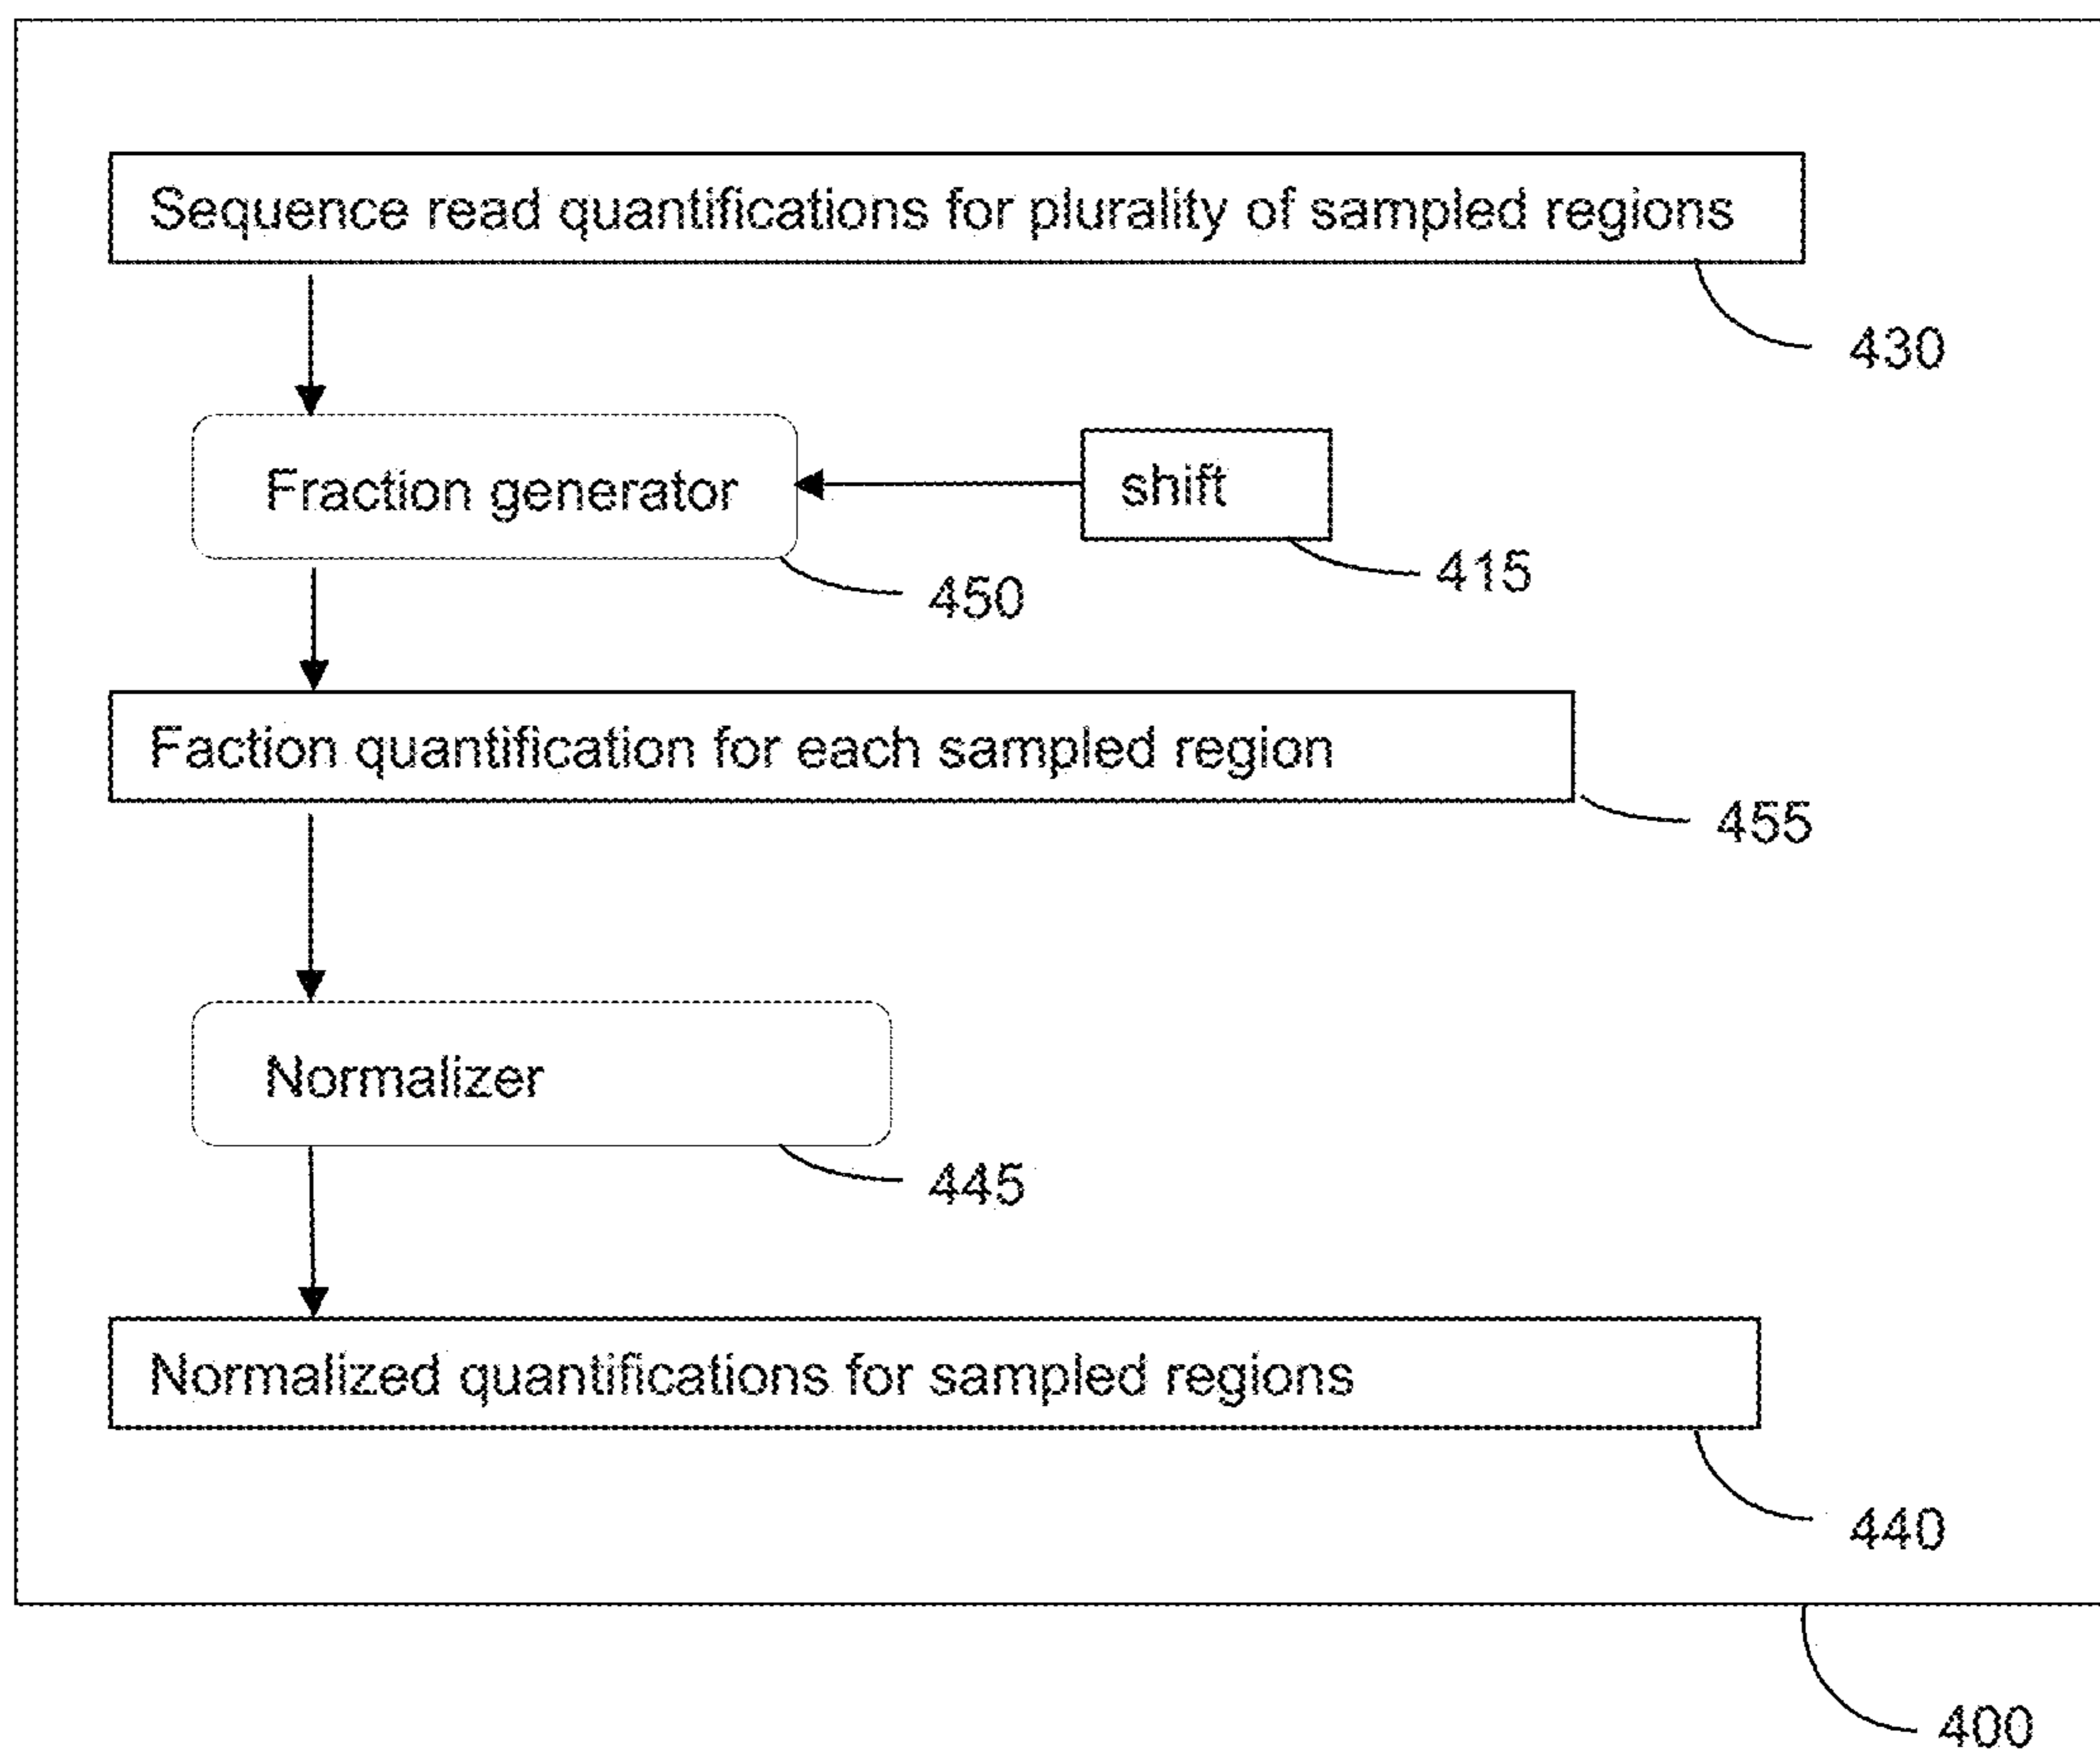 Sequence read quantifications for plurality of sampled regions
430
Fraction generator
shift
415
450
Faction quantification for each sampled region
455
Normalizer
445
Normalized quantifications for sampled regions
440
400